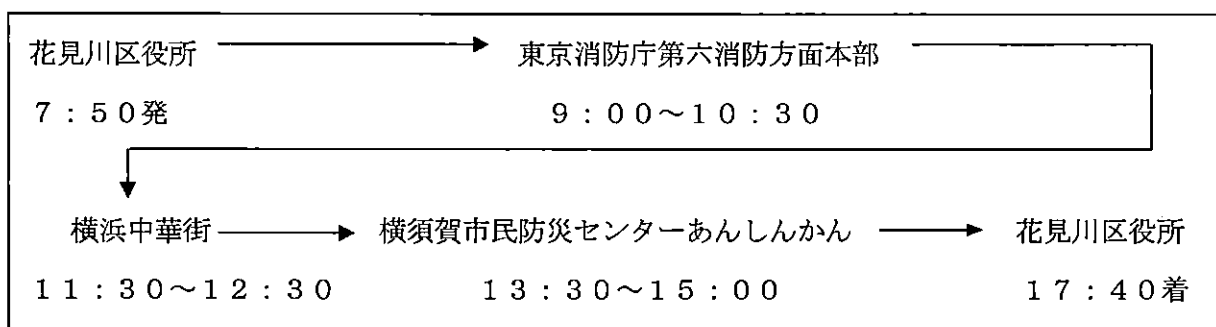 花見川区役所 東京消防庁第六消防方面本部
7:50発 9:00～10:30
横浜中華街 横須賀市民防災センターあんしんかん 花見川区役所
11:30～12:30 13:30～15:00 17:40着